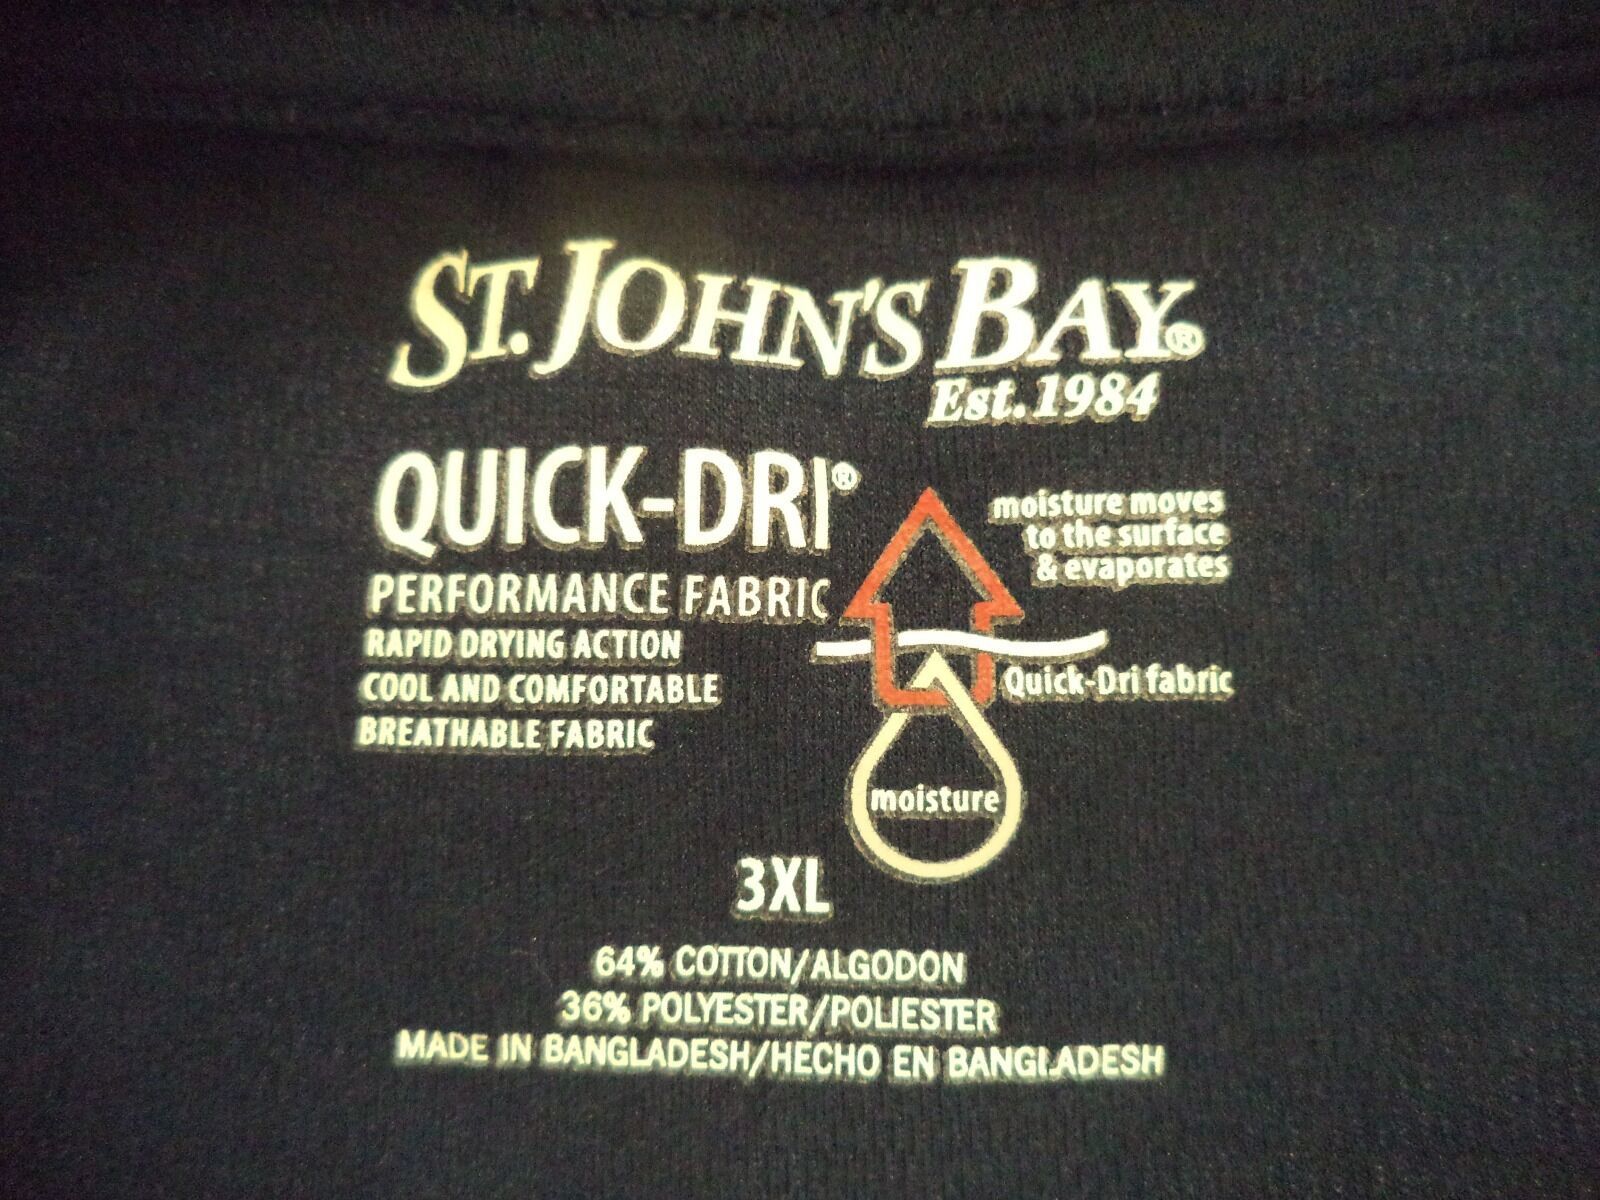 ST. JOHN'S BAY®
Est. 1984
QUICK-DRI®
PERFORMANCE FABRIC
RAPID DRYING ACTION
COOL AND COMFORTABLE
BREATHABLE FABRIC
moisture moves
to the surface
& evaporates
Quick-Dri fabric
moisture
3XL
64% COTTON/ALGODON
36% POLYESTER/POLIESTER
MADE IN BANGLADESH/HECHO EN BANGLADESH